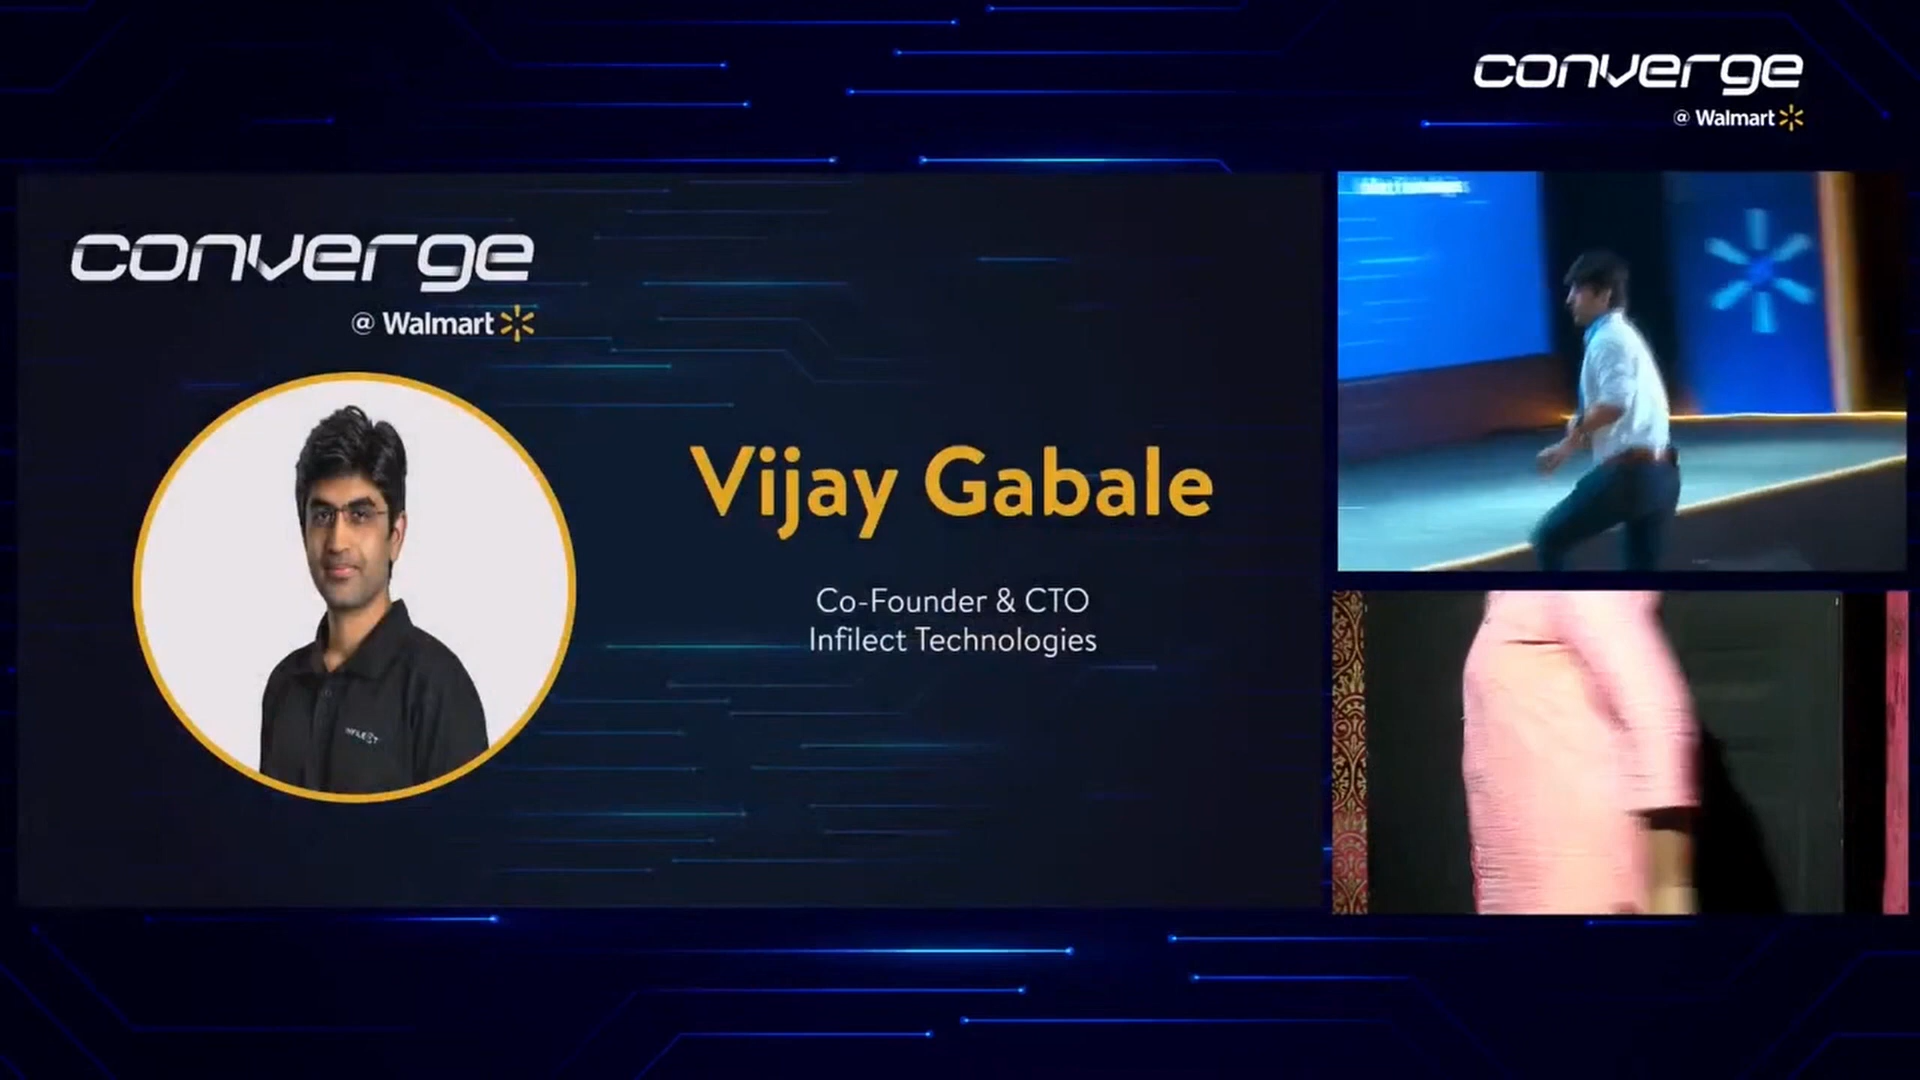 converge
@ Walmart
converge
@ Walmart
Vijay Gabale
Co-Founder & CTO
Infilect Technologies